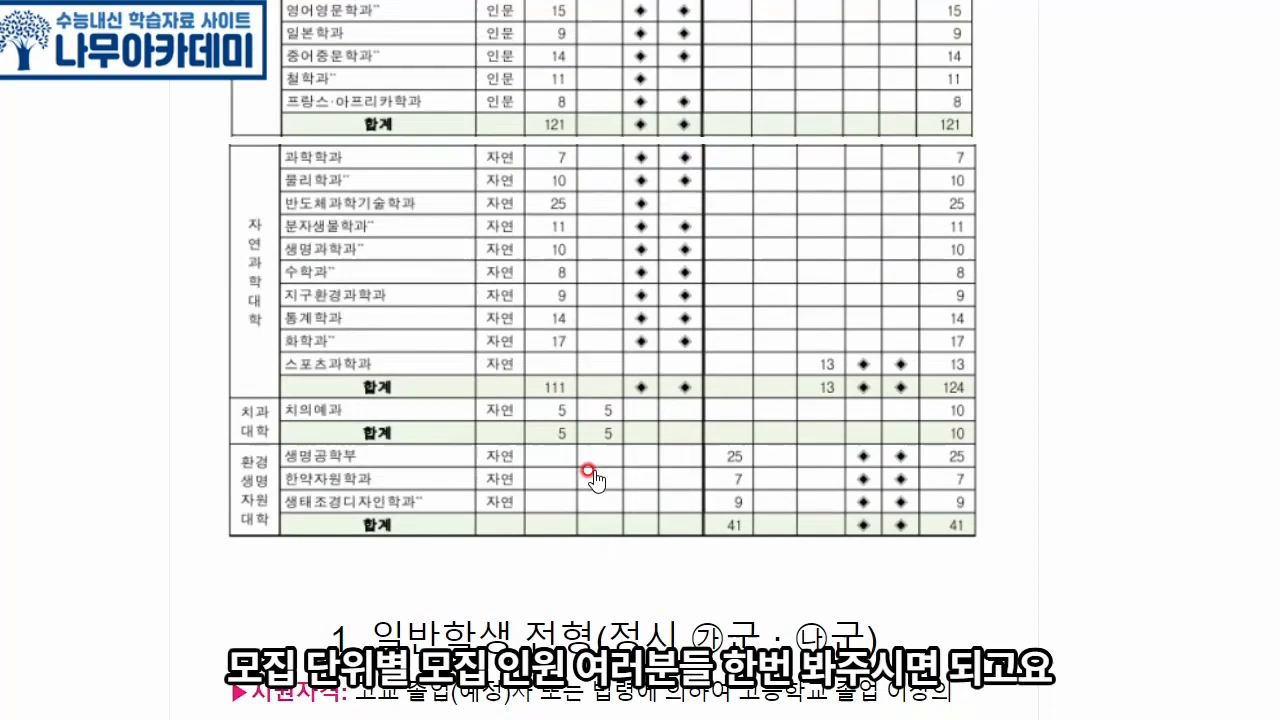 수능내신 학습자료 사이트
나무아카데미
영어영문학과" 인문 15 ◆ ◆ 15
일본학과 인문 9 ◆ ◆ 9
중어중문학과" 인문 14 ◆ ◆ 14
철학과" 인문 11 ◆ 11
프랑스·아프리카학과 인문 8 ◆ ◆ 8
합계 121 ◆ ◆ 121
자연과학대학
과학학과 자연 7 ◆ ◆ 7
물리학과" 자연 10 ◆ ◆ 10
반도체과학기술학과 자연 25 ◆ 25
분자생물학과" 자연 11 ◆ ◆ 11
생명과학과" 자연 10 ◆ ◆ 10
수학과" 자연 8 ◆ ◆ 8
지구환경과학과 자연 9 ◆ ◆ 9
통계학과 자연 14 ◆ ◆ 14
화학과" 자연 17 ◆ ◆ 17
스포츠과학과 자연 13 ◆ ◆ 13
합계 111 ◆ ◆ 13 ◆ ◆ 124
치과대학
치의예과 자연 5 5 10
합계 5 5 10
환경생명자원대학
생명공학부 자연 25 ◆ ◆ 25
한약자원학과 자연 7 ◆ ◆ 7
생태조경디자인학과" 자연 9 ◆ ◆ 9
합계 41 ◆ ◆ 41
1. 일반학생 전형(정시 ㉮군·㉯군)
모집 단위별 모집 인원 여러분들 한번 봐주시면 되고요
▶지원자격: 고교 졸업(예정)자 또는 법령에 의하여 고등학교 졸업 이상의